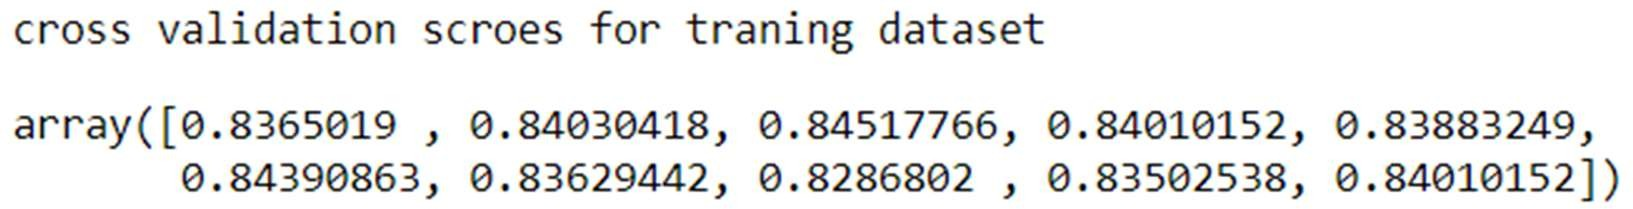 cross validation scroes for traning dataset
array([0.8365019 , 0.84030418, 0.84517766, 0.84010152, 0.83883249,
0.84390863, 0.83629442, 0.8286802 , 0.83502538, 0.84010152])